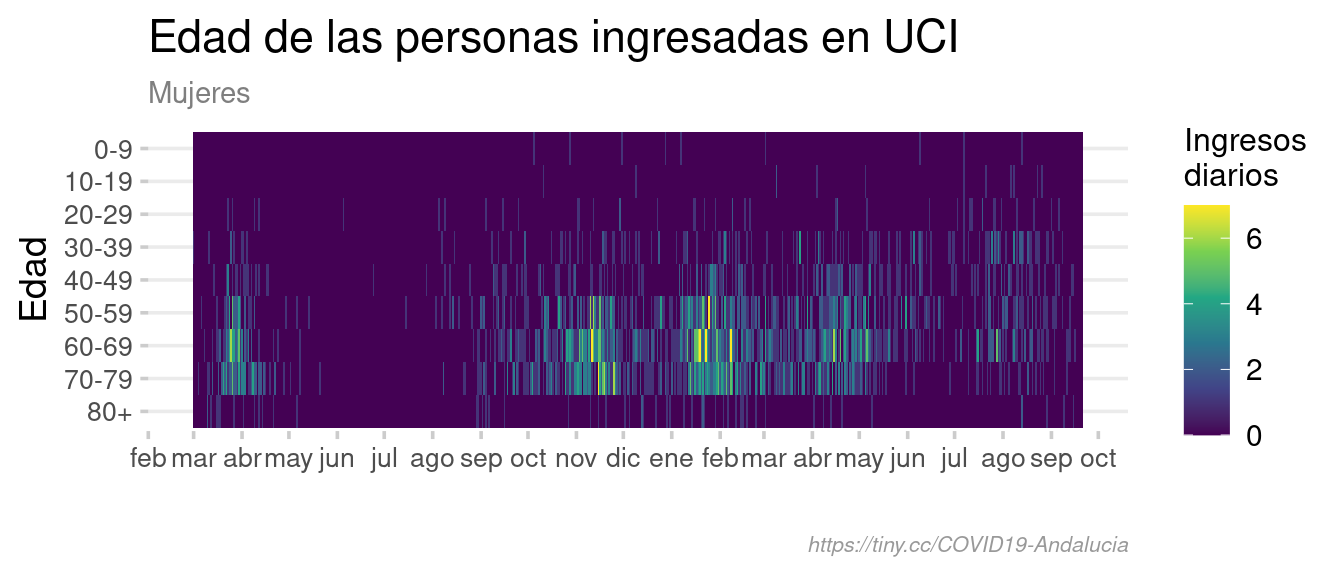 Edad de las personas ingresadas en UCI
Mujeres
Edad
0-9
10-19
20-29
30-39
40-49
50-59
60-69
70-79
80+
feb mar abr may jun jul ago sep oct nov dic ene feb mar abr may jun jul ago sep oct
Ingresos
diarios
6
4
2
0
https://tiny.cc/COVID19-Andalucia